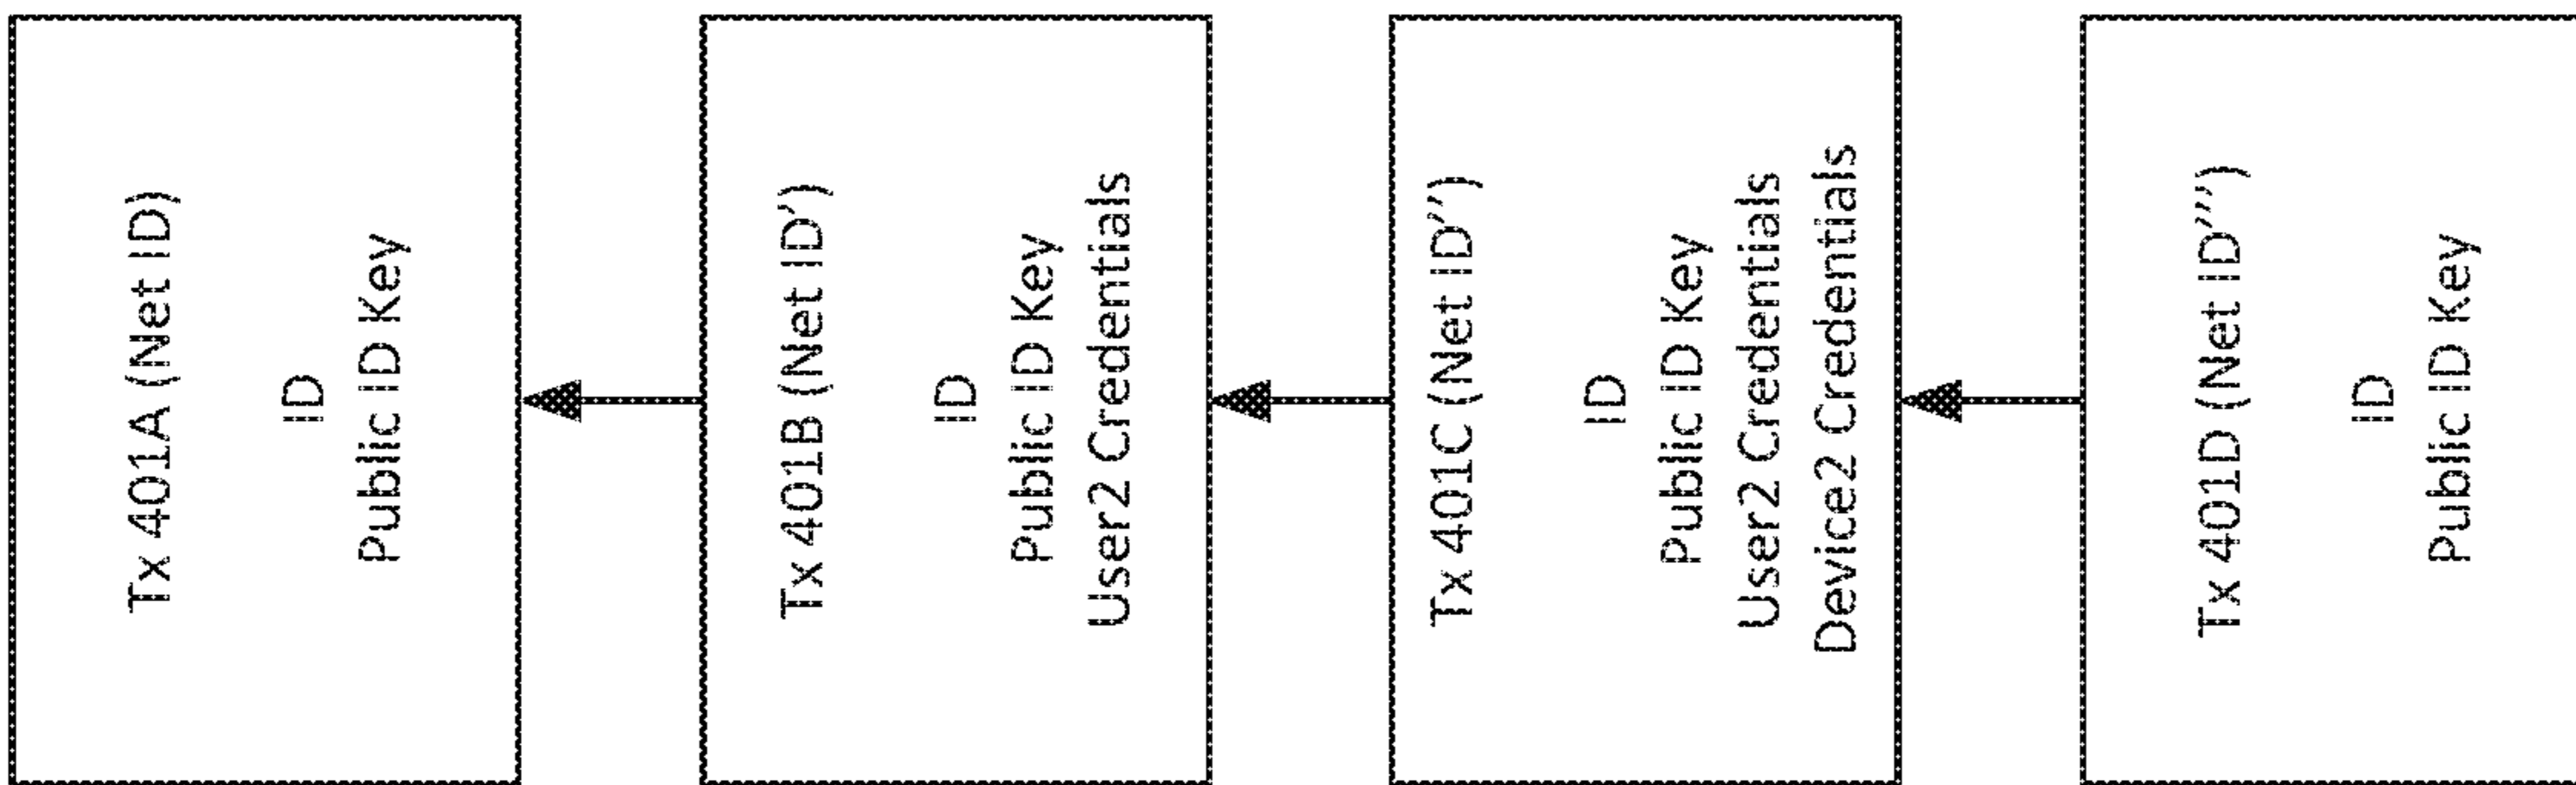 Tx 401A (Net ID)
ID
Public ID Key
Tx 401B (Net ID’)
ID
Public ID Key
User2 Credentials
Tx 401C (Net ID’’)
ID
Public ID Key
User2 Credentials
Device2 Credentials
Tx 401D (Net ID’’’)
ID
Public ID Key